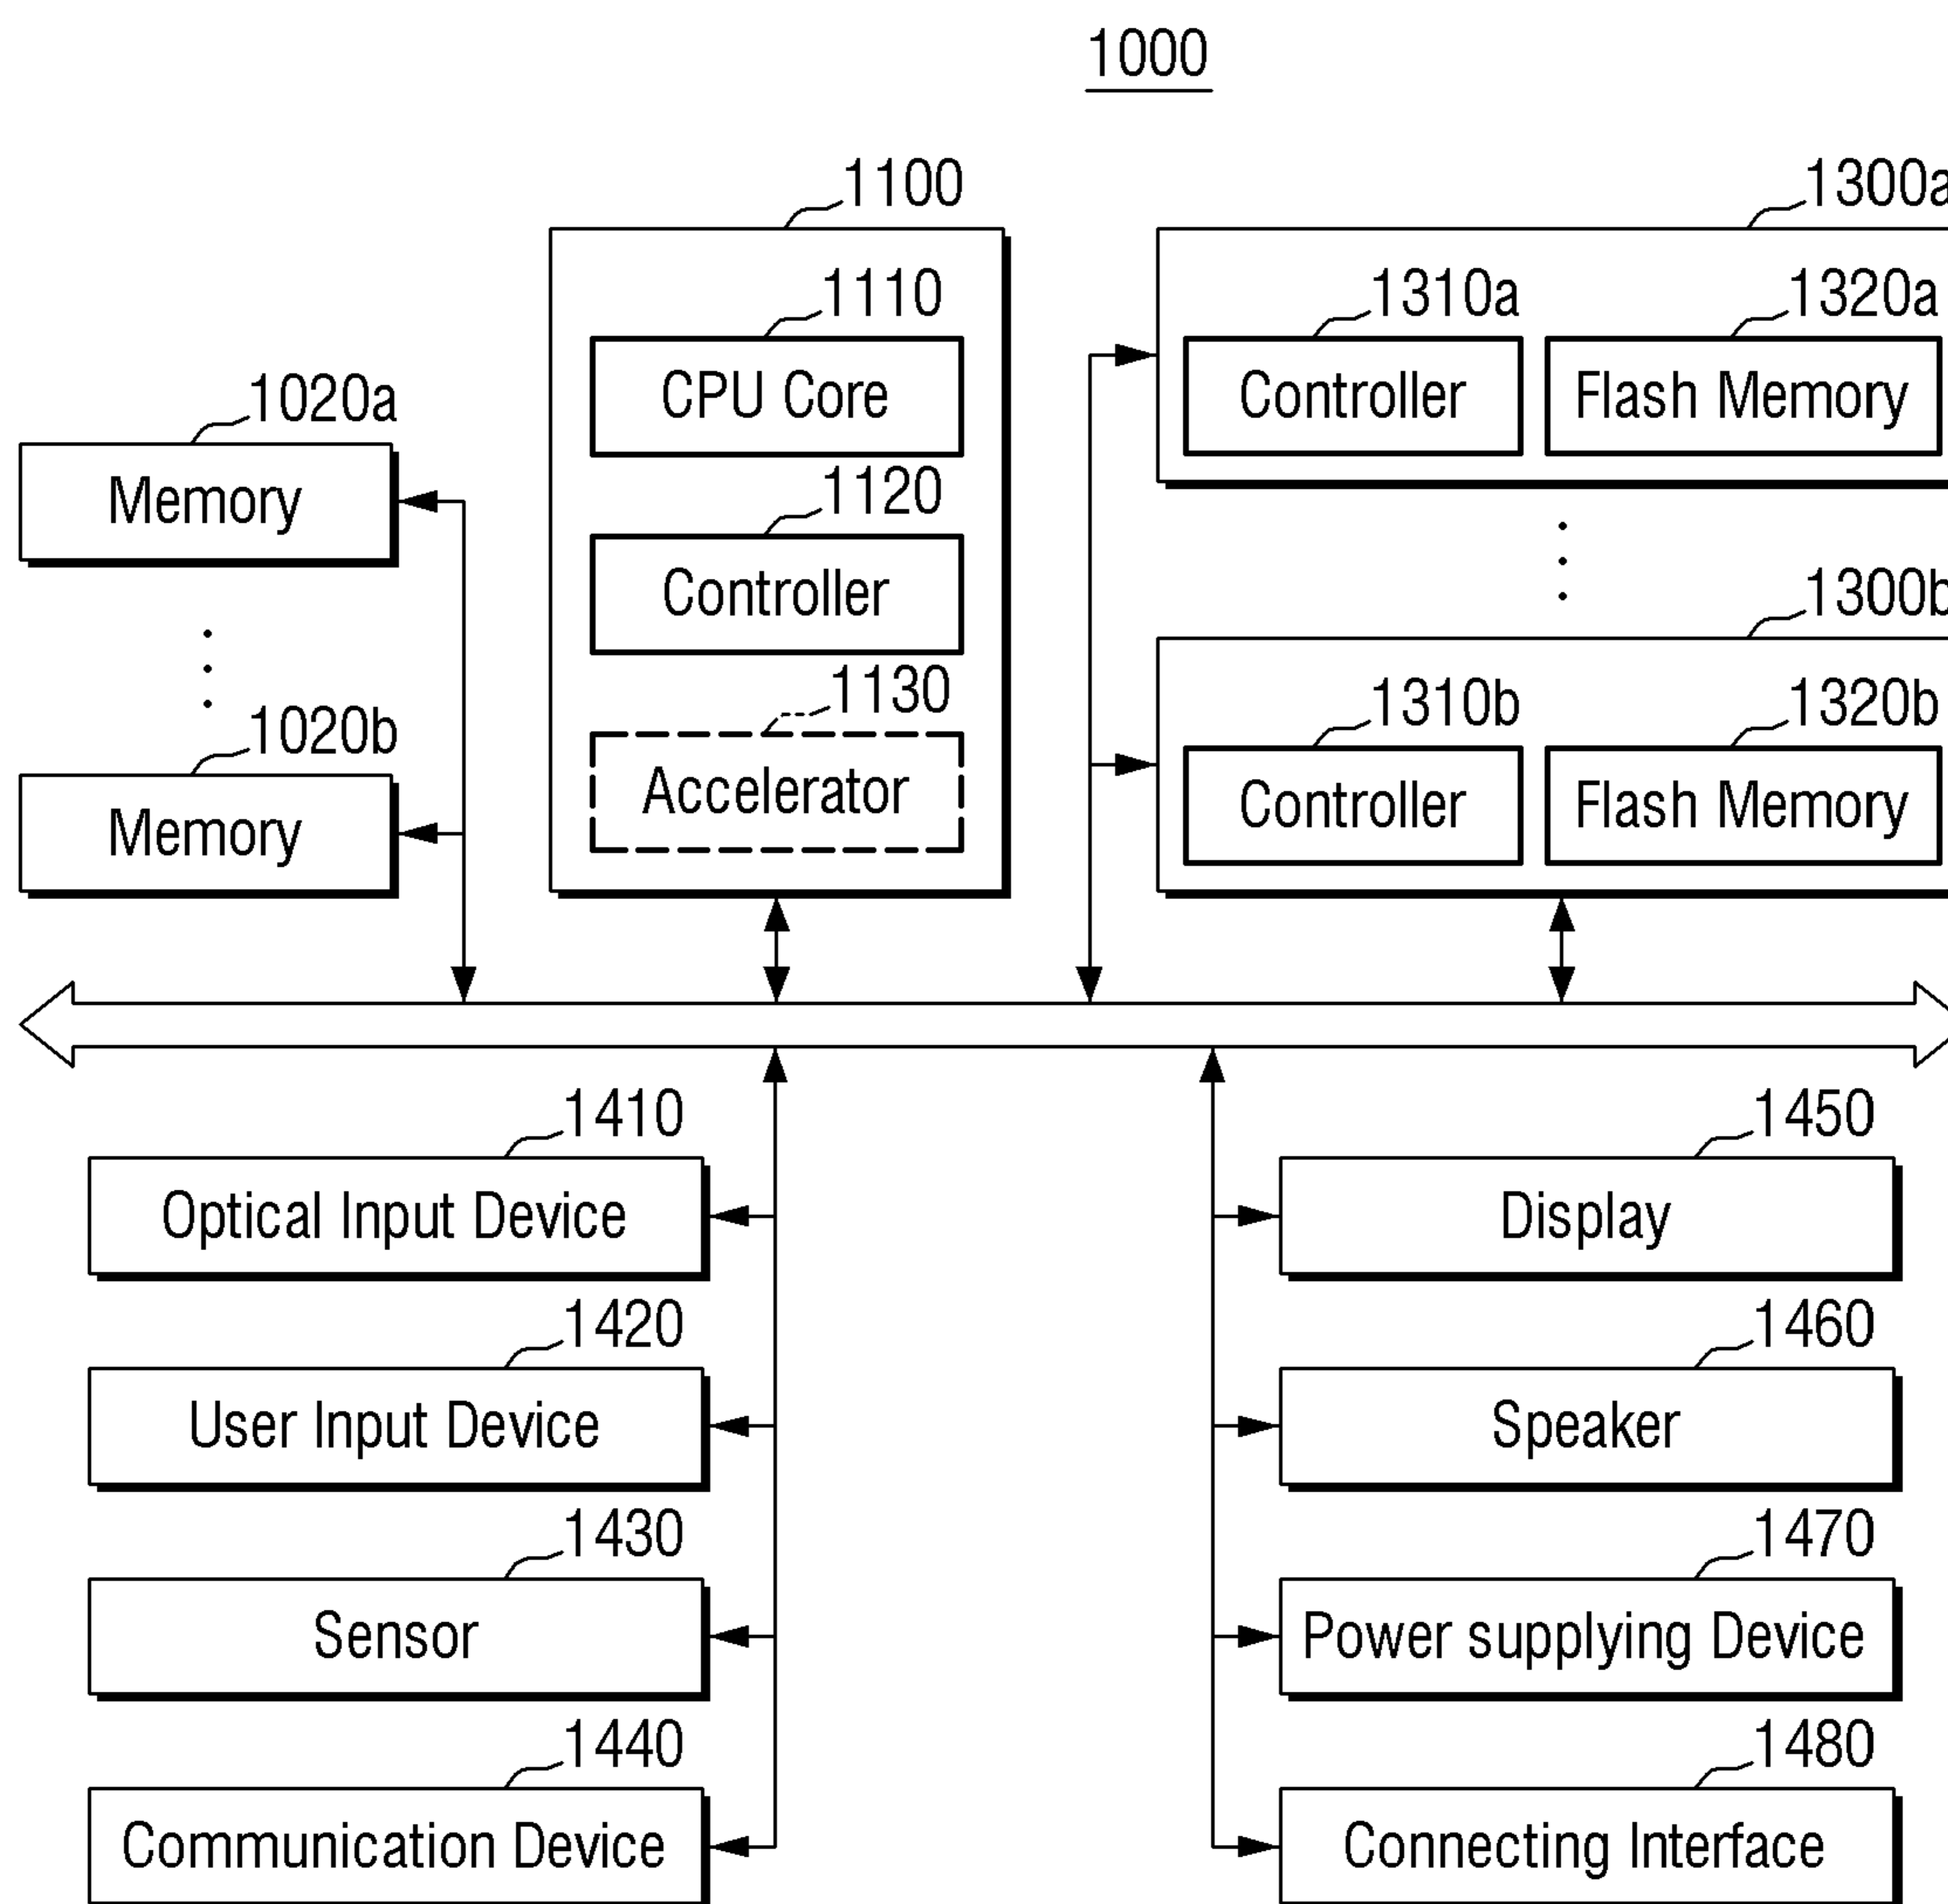 1000
1100
1300a
1110
1310a
1320a
CPU Core
Controller
Flash Memory
1020a
Memory
1120
Controller
1300b
1130
1310b
1320b
1020b
Accelerator
Controller
Flash Memory
Memory
1410
1450
Optical Input Device
Display
1420
1460
User Input Device
Speaker
1430
1470
Sensor
Power supplying Device
1440
1480
Communication Device
Connecting Interface